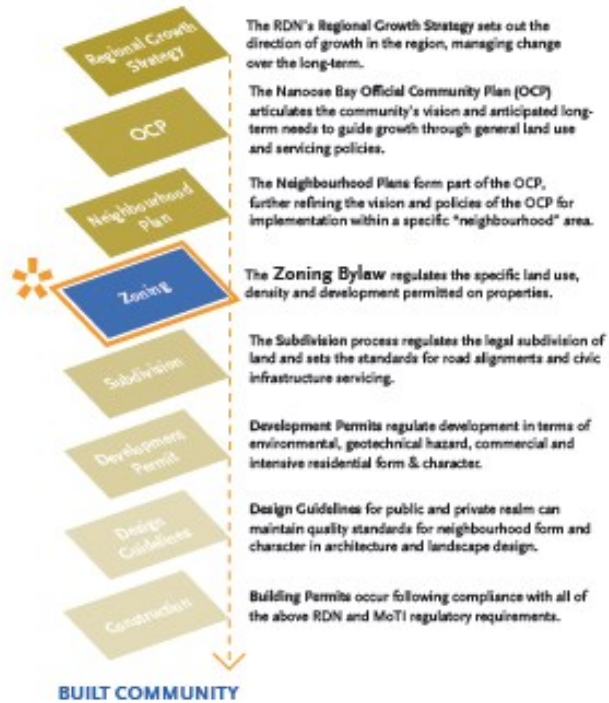 Regional Growth
Strategy
The RDN's Regional Growth Strategy sets out the
direction of growth in the region, managing change
over the long-term.
OCP
The Nanoose Bay Official Community Plan (OCP)
articulates the community's vision and anticipated long-
term needs to guide growth through general land use
and servicing policies.
Neighbourhood
Plan
The Neighbourhood Plans form part of the OCP,
further refining the vision and policies of the OCP for
implementation within a specific "neighbourhood" area.
Zoning
The Zoning Bylaw regulates the specific land use,
density and development permitted on properties.
Subdivision
The Subdivision process regulates the legal subdivision of
land and sets the standards for road alignments and civic
infrastructure servicing.
Development
Permit
Development Permits regulate development in terms of
environmental, geotechnical hazard, commercial and
intensive residential form & character.
Design
Guidelines
Design Guidelines for public and private realm can
maintain quality standards for neighbourhood form and
character in architecture and landscape design.
Construction
Building Permits occur following compliance with all of
the above RDN and MoTI regulatory requirements.
BUILT COMMUNITY